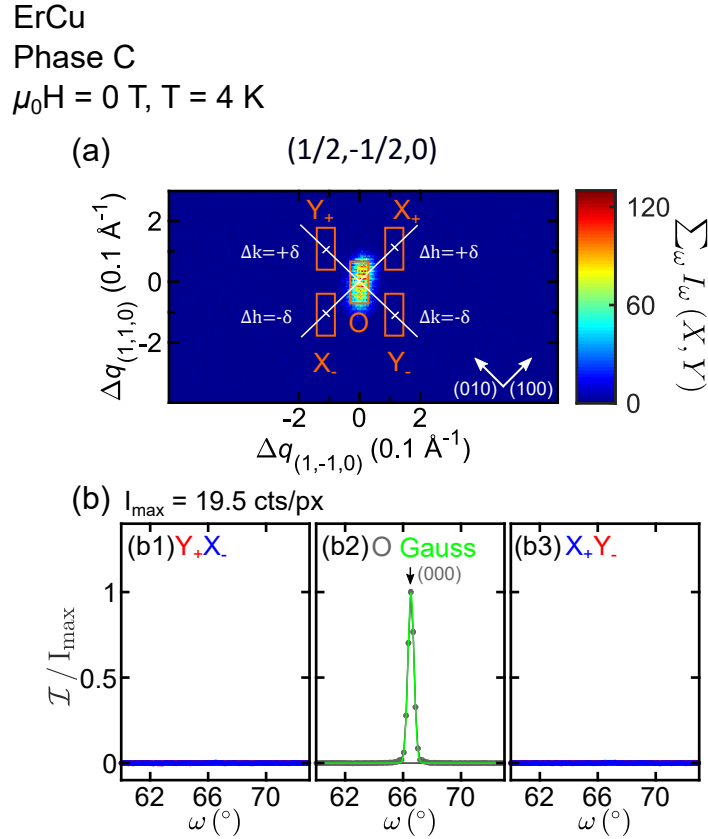 ErCu
Phase C
μ₀H = 0 T, T = 4 K
(a)
(1/2,-1/2,0)
Y₊ X₊
Δk=+δ Δh=+δ
Δh=-δ O Δk=-δ
X₋ Y₋
(010) (100)
2
0
-2
Δq(1,1,0) (0.1 Å⁻¹)
-2 0 2
Δq(1,-1,0) (0.1 Å⁻¹)
120
60
0
∑ω Iω (X, Y)
(b) Imax = 19.5 cts/px
(b1) Y₊X₋
(b2) O Gauss
(000)
(b3) X₊Y₋
1
0.5
0
ℐ / Imax
62 66 70
62 66 70
62 66 70
ω (°)
ω (°)
ω (°)